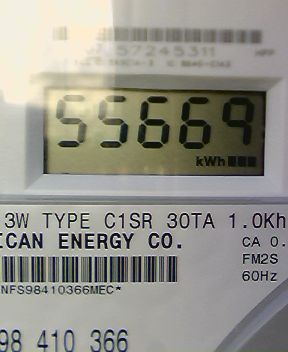 57245311
55669
kWh
3W TYPE C1SR 30TA 1.0Kh
ICAN ENERGY CO.
CA 0.
FM2S
60Hz
NFS98410366MEC*
98 410 366